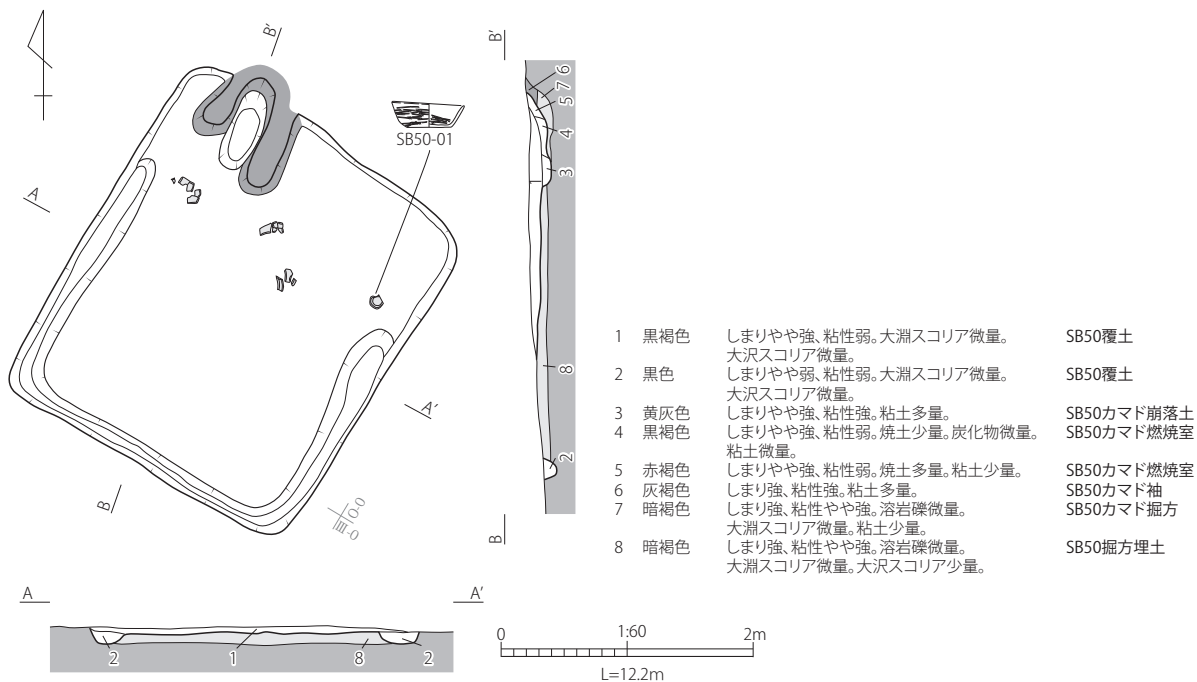 B'
A
SB50-01
A'
B
Ⅲ-0
O-0
B'
6
7
5
4
3
8
2
B
1 黒褐色 しまりやや強、粘性弱。大淵スコリア微量。 SB50覆土
大沢スコリア微量。
2 黒色 しまりやや弱、粘性弱。大淵スコリア微量。 SB50覆土
大沢スコリア微量。
3 黄灰色 しまりやや強、粘性強。粘土多量。 SB50カマド崩落土
4 黒褐色 しまりやや強、粘性弱。焼土少量。炭化物微量。 SB50カマド燃焼室
粘土微量。
5 赤褐色 しまりやや強、粘性弱。焼土多量。粘土少量。 SB50カマド燃焼室
6 灰褐色 しまり強、粘性強。粘土多量。 SB50カマド袖
7 暗褐色 しまり強、粘性やや強。溶岩礫微量。 SB50カマド掘方
大淵スコリア微量。粘土少量。
8 暗褐色 しまり強、粘性やや強。溶岩礫微量。 SB50掘方埋土
大淵スコリア微量。大沢スコリア少量。
A A'
2 1 8 2
0 1:60 2m
L=12.2m